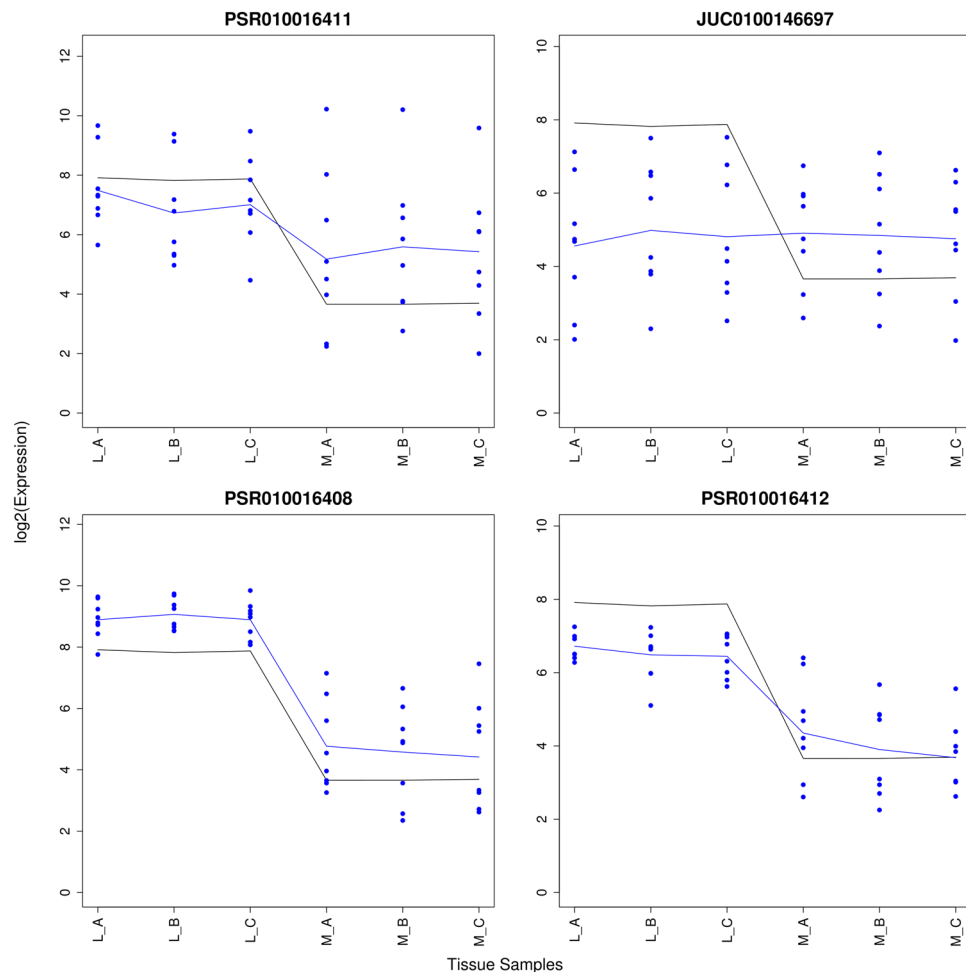 PSR010016411
12
10
8
6
4
2
0
L_A
L_B
L_C
M_A
M_B
M_C
JUC0100146697
10
8
6
4
2
0
L_A
L_B
L_C
M_A
M_B
M_C
log2(Expression)
PSR010016408
12
10
8
6
4
2
0
L_A
L_B
L_C
M_A
M_B
M_C
PSR010016412
10
8
6
4
2
0
L_A
L_B
L_C
M_A
M_B
M_C
Tissue Samples